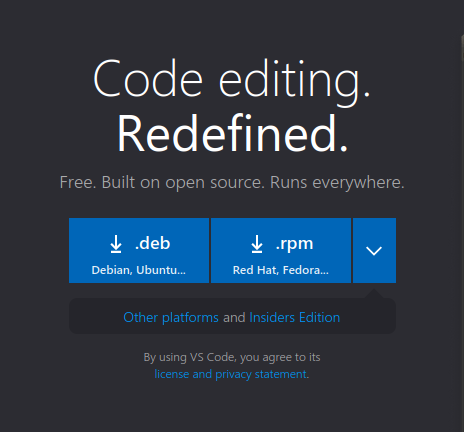 Code editing.
Redefined.
Free. Built on open source. Runs everywhere.
.deb
Debian, Ubuntu...
.rpm
Red Hat, Fedora...
Other platforms and Insiders Edition
By using VS Code, you agree to its
license and privacy statement.